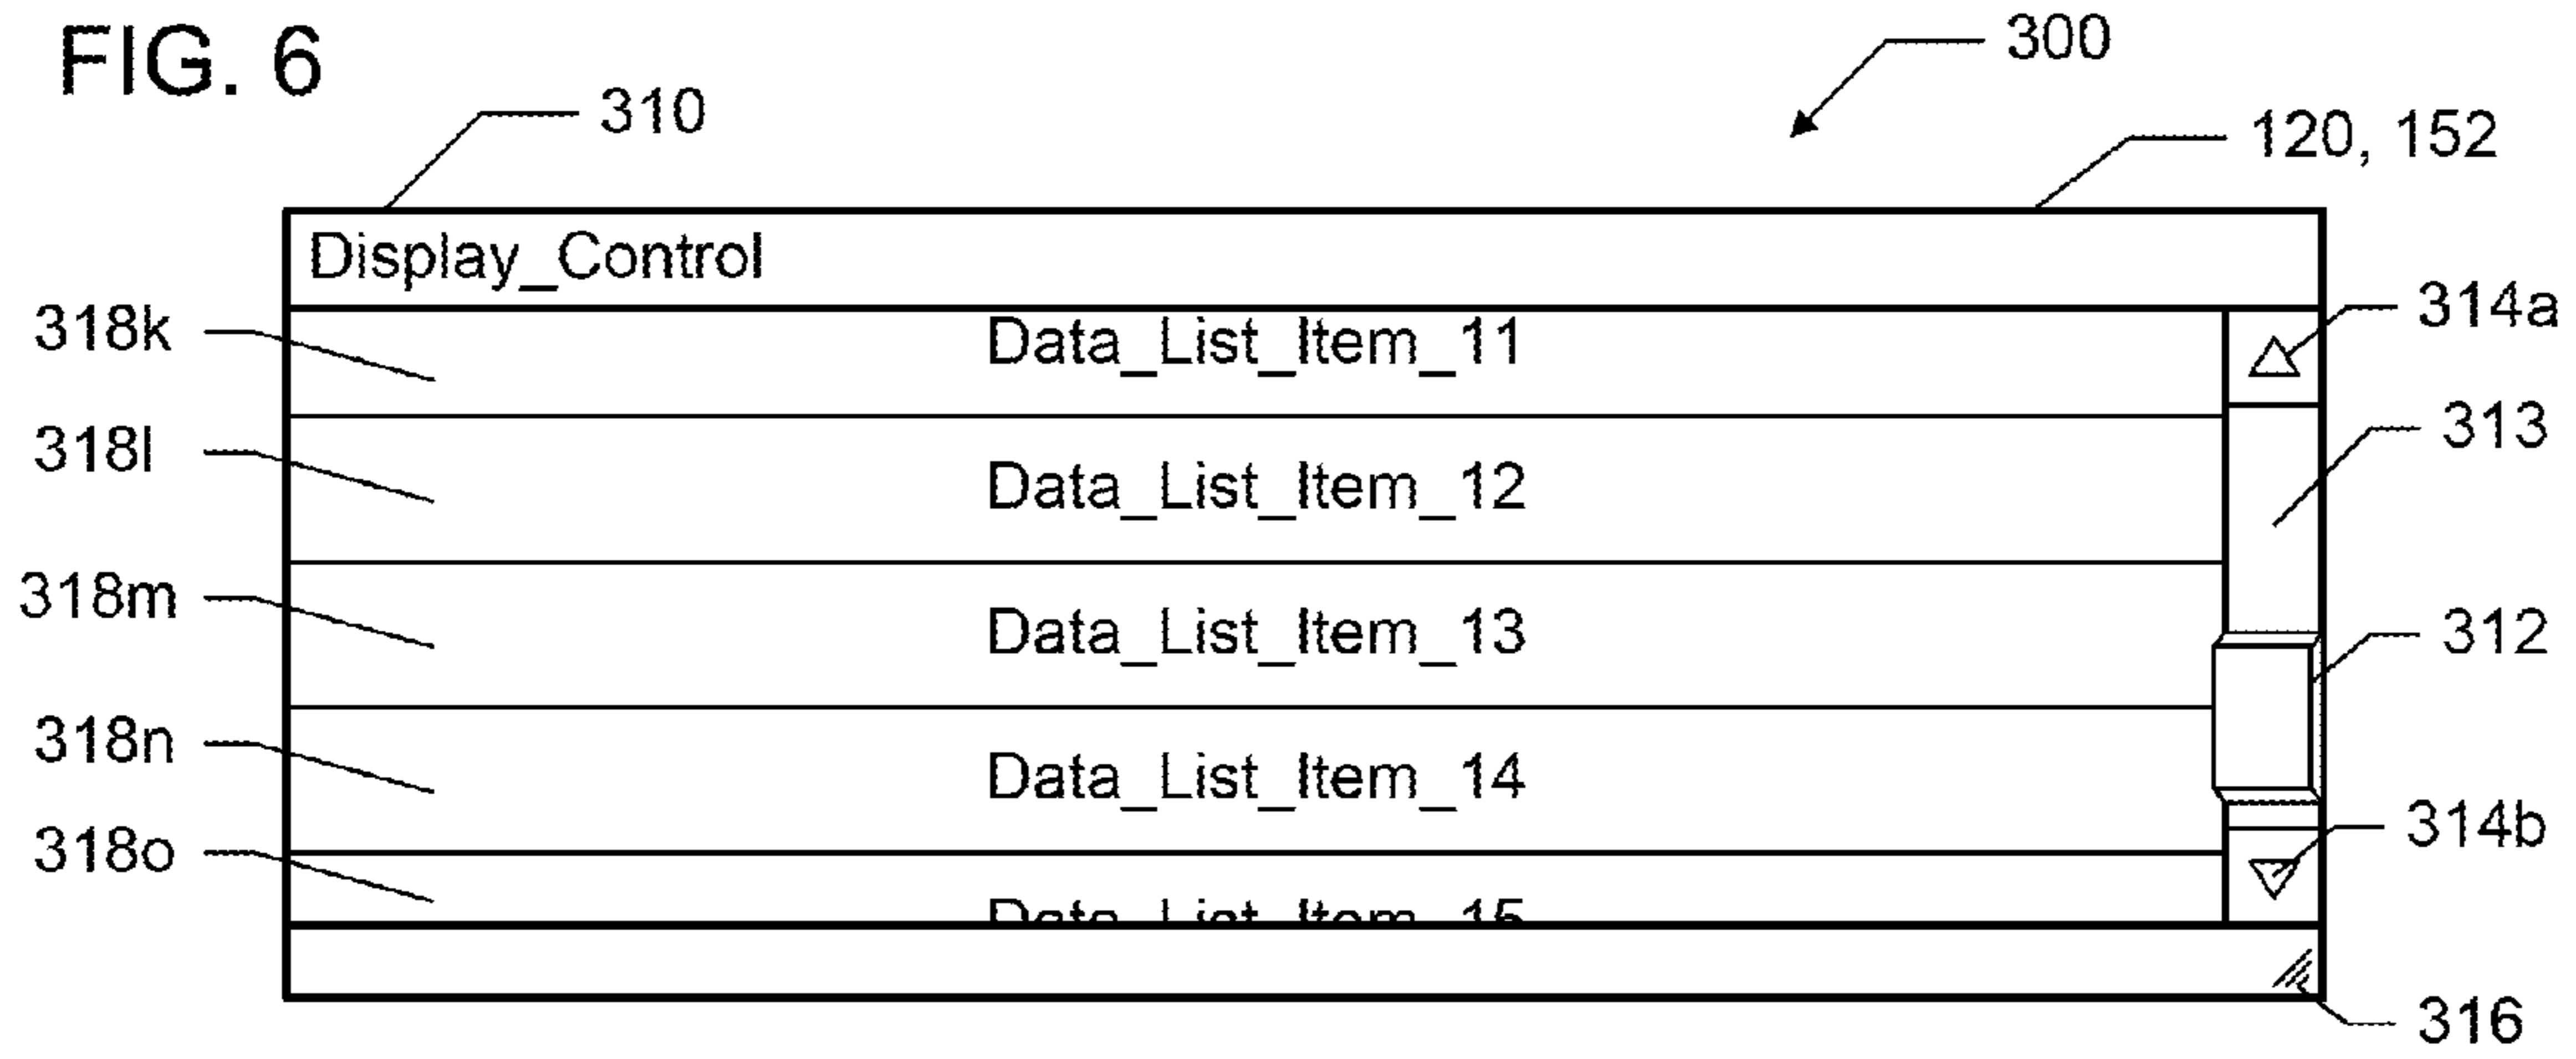 FIG. 6
300
310
120, 152
Display_Control
318k
Data_List_Item_11
314a
318l
Data_List_Item_12
313
318m
Data_List_Item_13
312
318n
Data_List_Item_14
314b
318o
Data_List_Item_15
316